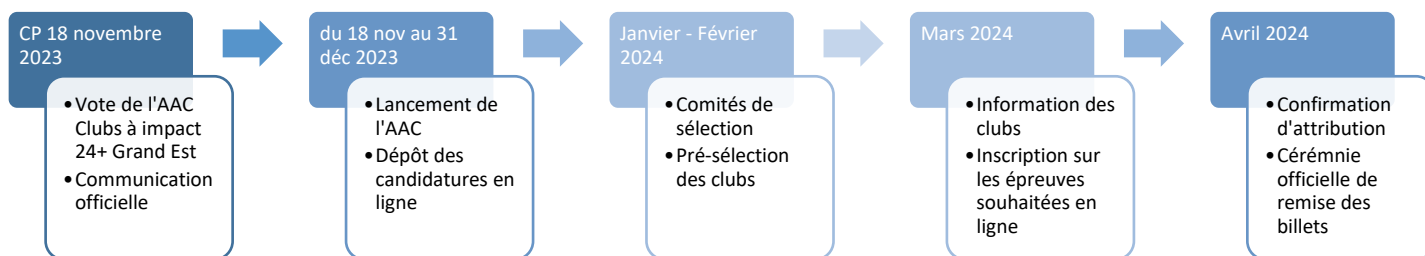 CP 18 novembre
2023
•Vote de l'AAC
Clubs à impact
24+ Grand Est
•Communication
officielle
du 18 nov au 31
déc 2023
•Lancement de
l'AAC
•Dépôt des
candidatures en
ligne
Janvier - Février
2024
•Comités de
sélection
•Pré-sélection
des clubs
Mars 2024
•Information des
clubs
•Inscription sur
les épreuves
souhaitées en
ligne
Avril 2024
•Confirmation
d'attribution
•Cérémnie
officielle de
remise des
billets